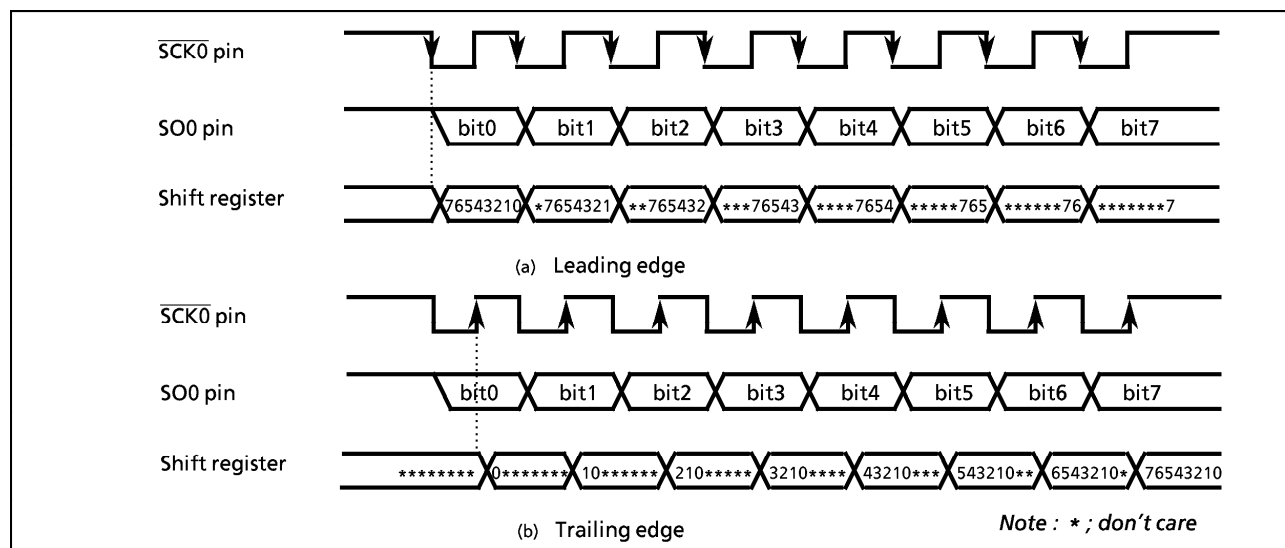 SCK0 pin
SO0 pin bit0 bit1 bit2 bit3 bit4 bit5 bit6 bit7
Shift register 76543210 *7654321 **765432 ***76543 ****7654 *****765 ******76 *******7
(a) Leading edge
SCK0 pin
SO0 pin bit0 bit1 bit2 bit3 bit4 bit5 bit6 bit7
Shift register ******** 0******* 10****** 210***** 3210**** 43210*** 543210** 6543210* 76543210
(b) Trailing edge
Note : * ; don't care